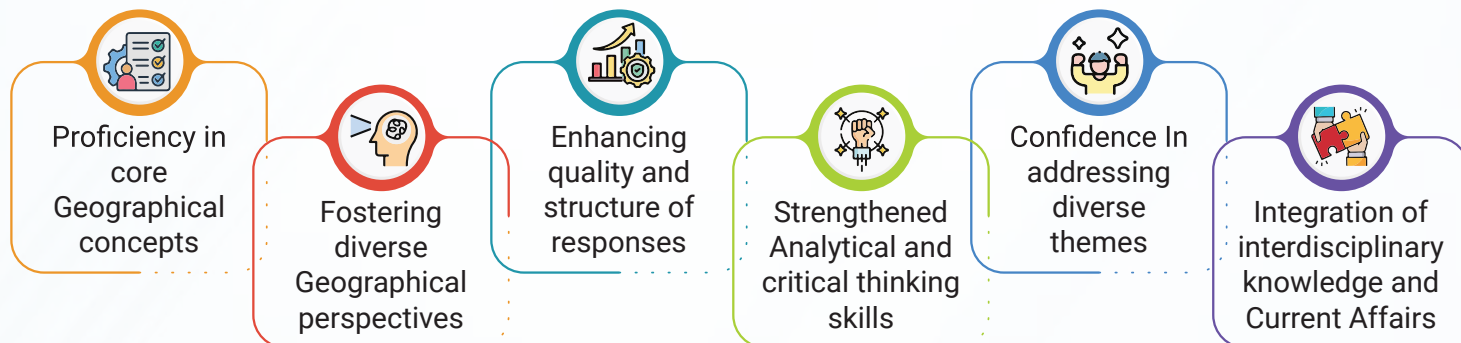 Proficiency in
core
Geographical
concepts
Fostering
diverse
Geographical
perspectives
Enhancing
quality and
structure of
responses
Strengthened
Analytical and
critical thinking
skills
Confidence In
addressing
diverse
themes
Integration of
interdisciplinary
knowledge and
Current Affairs